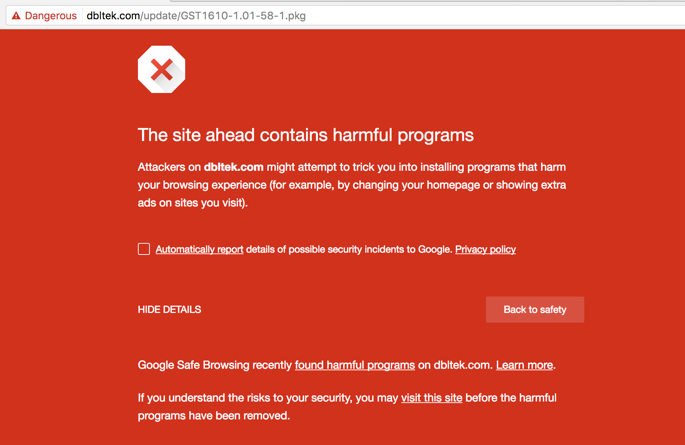 Dangerous dbltek.com/update/GST1610-1.01-58-1.pkg
The site ahead contains harmful programs
Attackers on dbltek.com might attempt to trick you into installing programs that harm
your browsing experience (for example, by changing your homepage or showing extra
ads on sites you visit).
Automatically report details of possible security incidents to Google. Privacy policy
HIDE DETAILS Back to safety
Google Safe Browsing recently found harmful programs on dbltek.com. Learn more.
If you understand the risks to your security, you may visit this site before the harmful
programs have been removed.